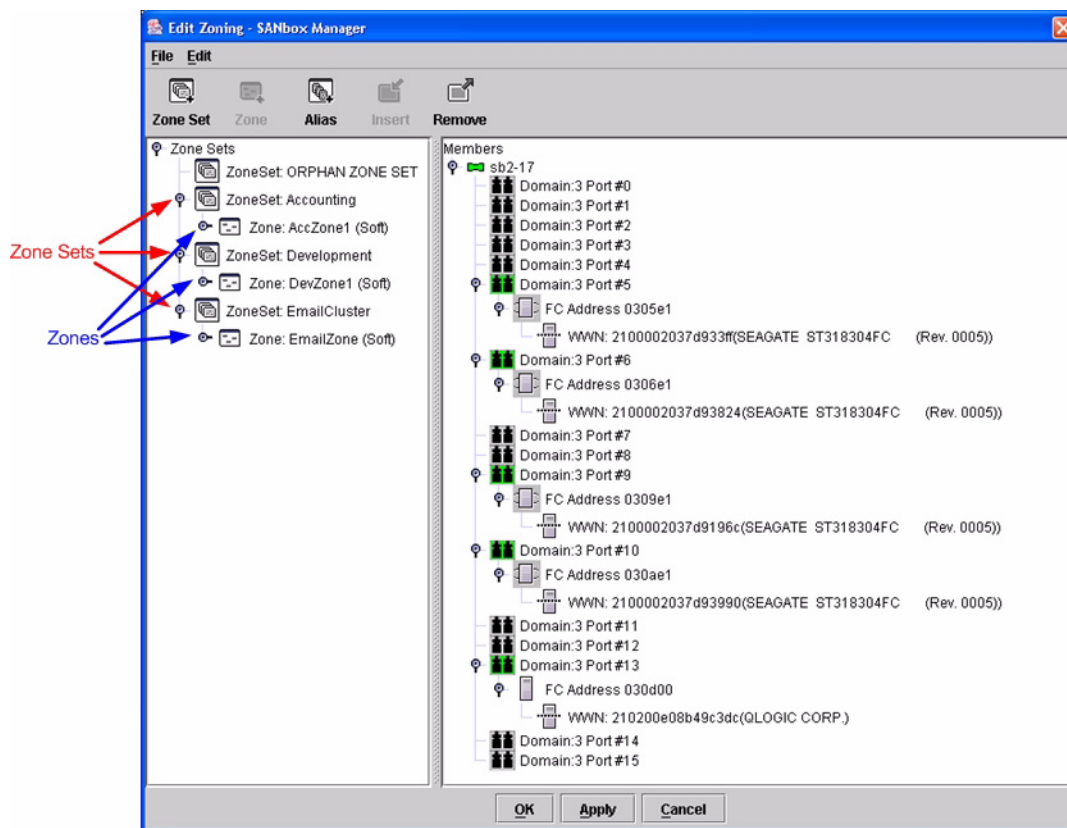 Edit Zoning - SANbox Manager
File Edit
Zone Set Zone Alias Insert Remove
Zone Sets
ZoneSet: ORPHAN ZONE SET
ZoneSet: Accounting
Zone: AccZone1 (Soft)
ZoneSet: Development
Zone: DevZone1 (Soft)
ZoneSet: EmailCluster
Zone: EmailZone (Soft)
Zone Sets
Zones
Members
sb2-17
Domain:3 Port#0
Domain:3 Port#1
Domain:3 Port#2
Domain:3 Port#3
Domain:3 Port#4
Domain:3 Port#5
FC Address 0305e1
WWN: 2100002037d933ff(SEAGATE ST318304FC (Rev. 0005))
Domain:3 Port#6
FC Address 0306e1
WWN: 2100002037d93824(SEAGATE ST318304FC (Rev. 0005))
Domain:3 Port#7
Domain:3 Port#8
Domain:3 Port#9
FC Address 0309e1
WWN: 2100002037d9196c(SEAGATE ST318304FC (Rev. 0005))
Domain:3 Port#10
FC Address 030ae1
WWN: 2100002037d93990(SEAGATE ST318304FC (Rev. 0005))
Domain:3 Port#11
Domain:3 Port#12
Domain:3 Port#13
FC Address 030d00
WWN: 210200e08b49c3dc(QLOGIC CORP.)
Domain:3 Port#14
Domain:3 Port#15
OK Apply Cancel